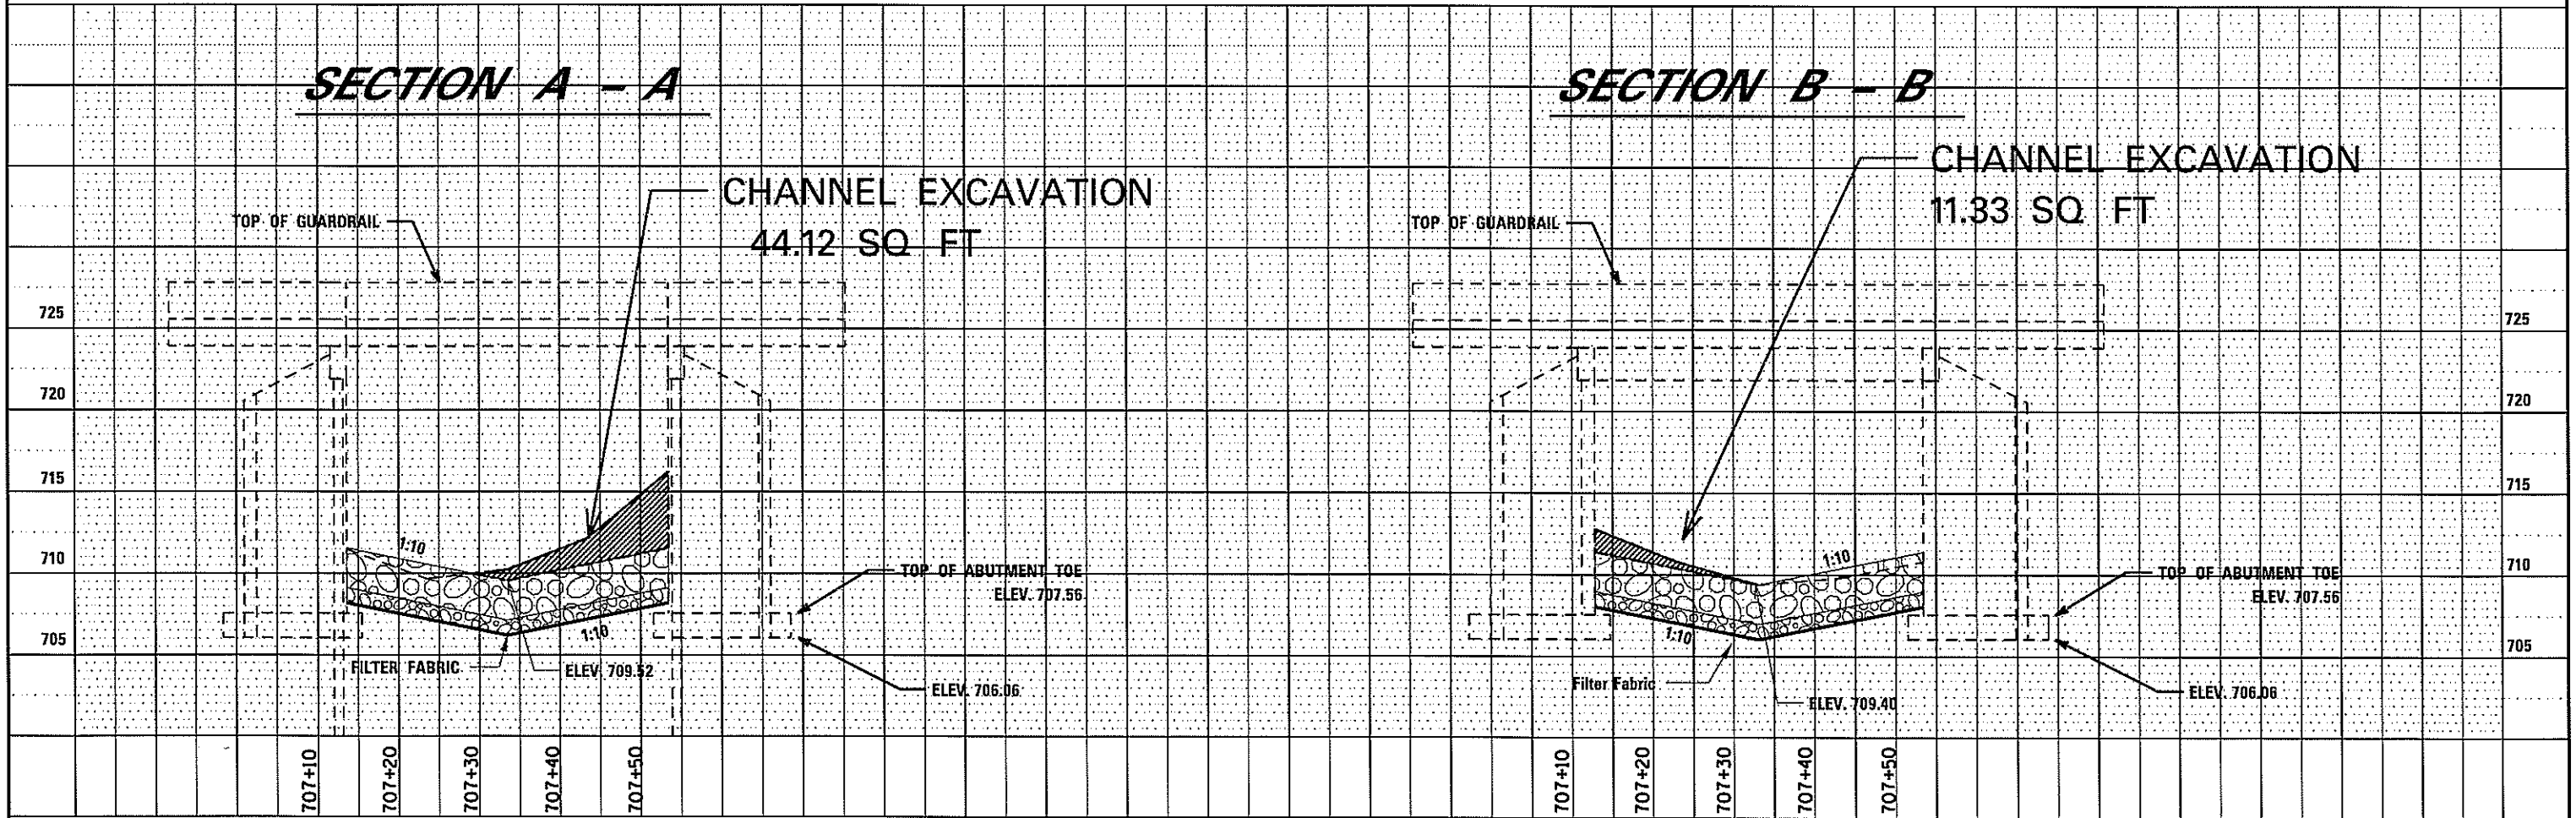 SECTION A - A
CHANNEL EXCAVATION
44.12 SQ FT
TOP OF GUARDRAIL
725
720
715
710
705
1:10
1:10
TOP OF ABUTMENT TOE
ELEV. 707.56
FILTER FABRIC
ELEV. 709.52
ELEV. 706.06
707+10
707+20
707+30
707+40
707+50
SECTION B - B
CHANNEL EXCAVATION
11.33 SQ FT
TOP OF GUARDRAIL
1:10
1:10
TOP OF ABUTMENT TOE
ELEV. 707.56
Filter Fabric
ELEV. 709.40
ELEV. 706.06
725
720
715
710
705
707+10
707+20
707+30
707+40
707+50